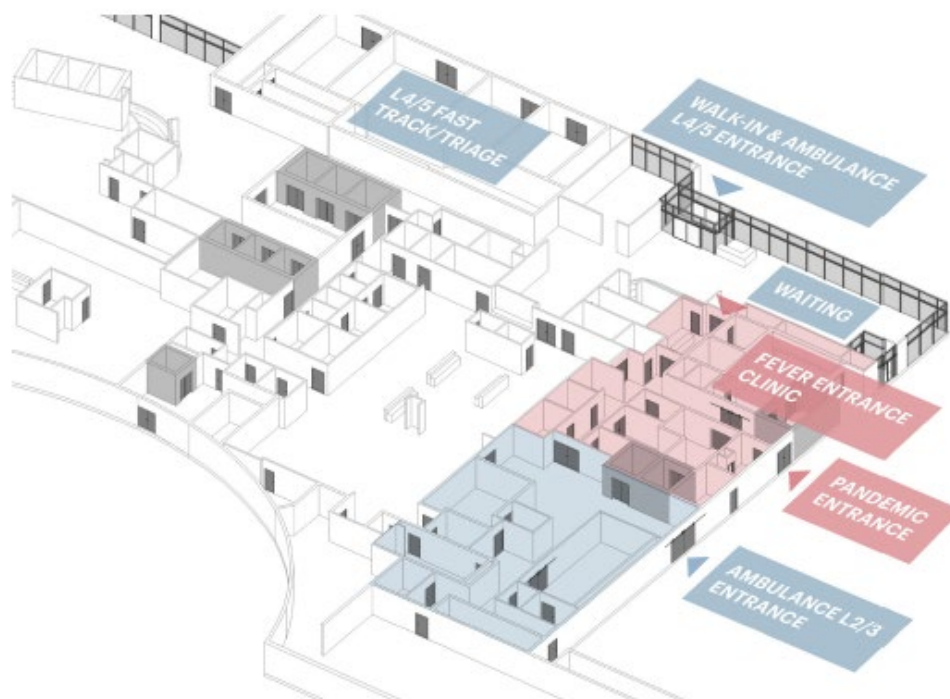 L4/5 FAST
TRACK/TRIAGE
WALK-IN & AMBULANCE
L4/5 ENTRANCE
WAITING
FEVER ENTRANCE
CLINIC
PANDEMIC
ENTRANCE
AMBULANCE L2/3
ENTRANCE